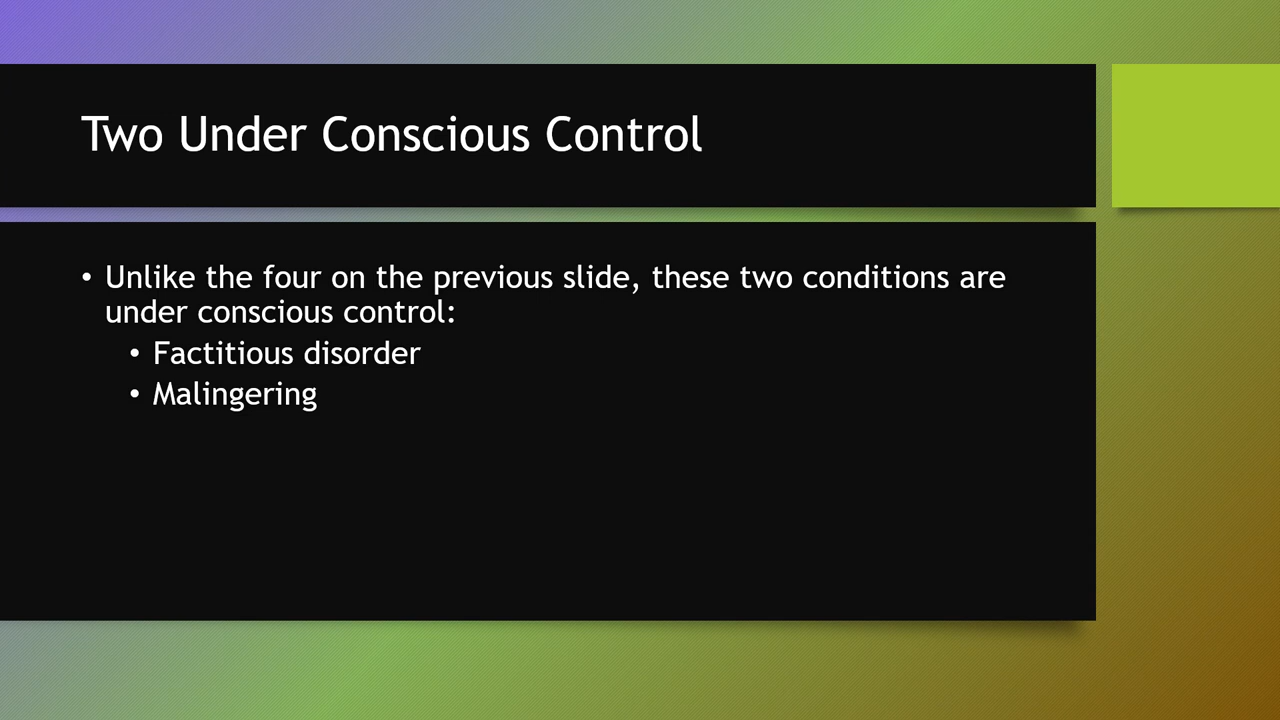 Two Under Conscious Control
• Unlike the four on the previous slide, these two conditions are
under conscious control:
• Factitious disorder
• Malingering